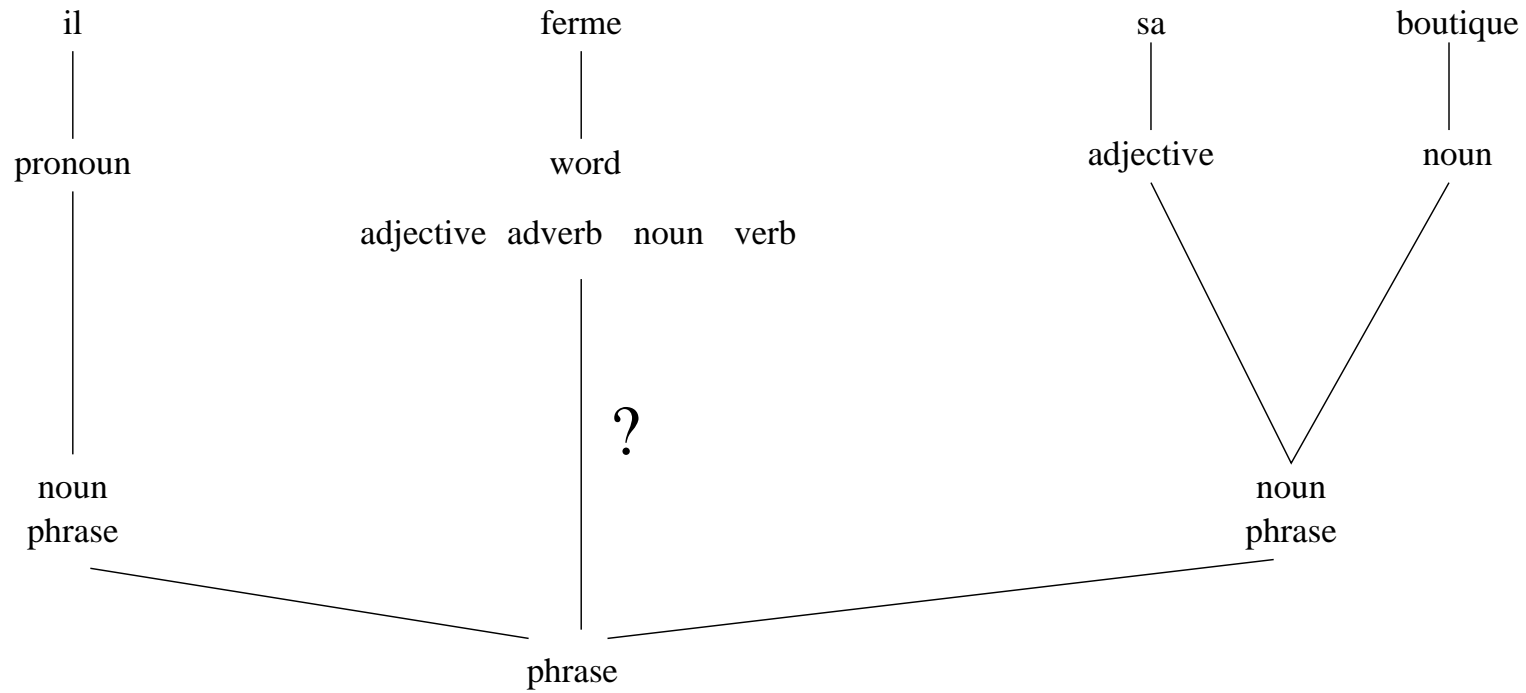 il ferme sa boutique
pronoun word adjective noun
adjective adverb noun verb
?
noun noun
phrase phrase
phrase